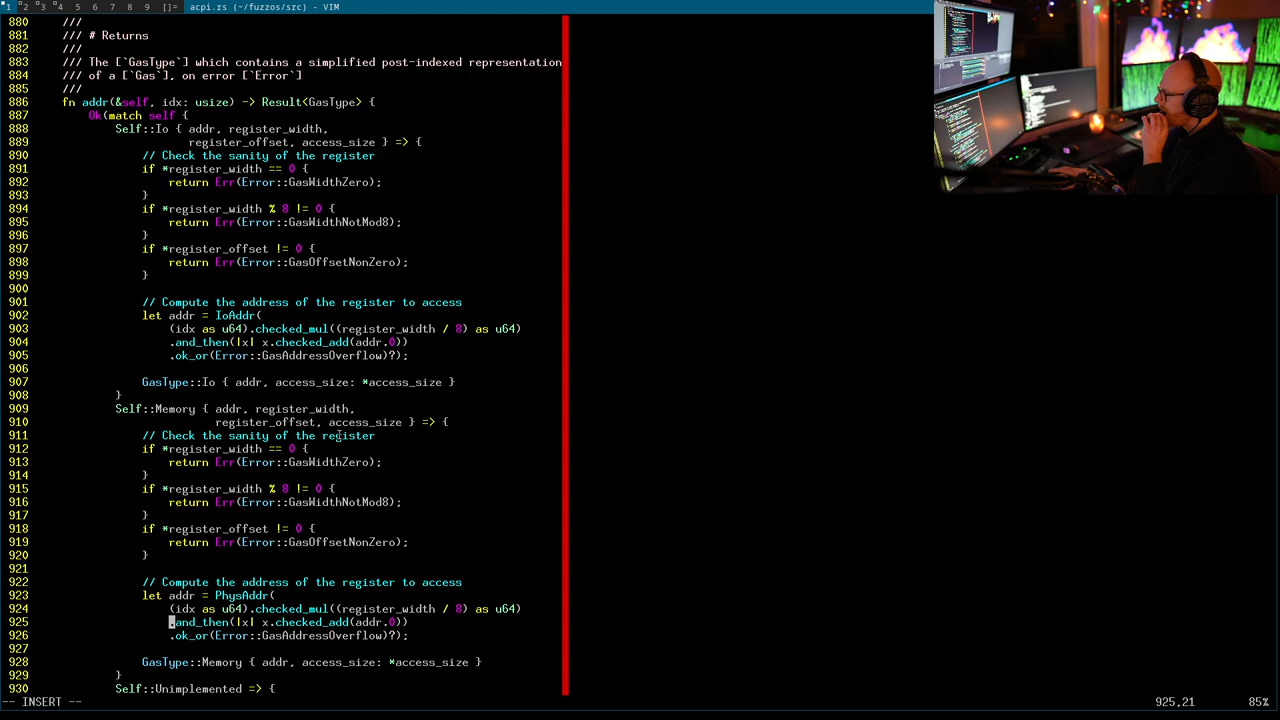 1 2 3 4 5 6 7 8 9 []= acpi.rs (~/fuzzos/src) - VIM
880 ///
881 /// # Returns
882 ///
883 /// The [`GasType`] which contains a simplified post-indexed representation
884 /// of a [`Gas`], on error [`Error`]
885 ///
886 fn addr(&self, idx: usize) -> Result<GasType> {
887 Ok(match self {
888 Self::Io { addr, register_width,
889 register_offset, access_size } => {
890 // Check the sanity of the register
891 if *register_width == 0 {
892 return Err(Error::GasWidthZero);
893 }
894 if *register_width % 8 != 0 {
895 return Err(Error::GasWidthNotMod8);
896 }
897 if *register_offset != 0 {
898 return Err(Error::GasOffsetNonZero);
899 }
900
901 // Compute the address of the register to access
902 let addr = IoAddr(
903 (idx as u64).checked_mul((register_width / 8) as u64)
904 .and_then(|x| x.checked_add(addr.0))
905 .ok_or(Error::GasAddressOverflow)?);
906
907 GasType::Io { addr, access_size: *access_size }
908 }
909 Self::Memory { addr, register_width,
910 register_offset, access_size } => {
911 // Check the sanity of the register
912 if *register_width == 0 {
913 return Err(Error::GasWidthZero);
914 }
915 if *register_width % 8 != 0 {
916 return Err(Error::GasWidthNotMod8);
917 }
918 if *register_offset != 0 {
919 return Err(Error::GasOffsetNonZero);
920 }
921
922 // Compute the address of the register to access
923 let addr = PhysAddr(
924 (idx as u64).checked_mul((register_width / 8) as u64)
925 .and_then(|x| x.checked_add(addr.0))
926 .ok_or(Error::GasAddressOverflow)?);
927
928 GasType::Memory { addr, access_size: *access_size }
929 }
930 Self::Unimplemented => {
-- INSERT -- 925,21 85%